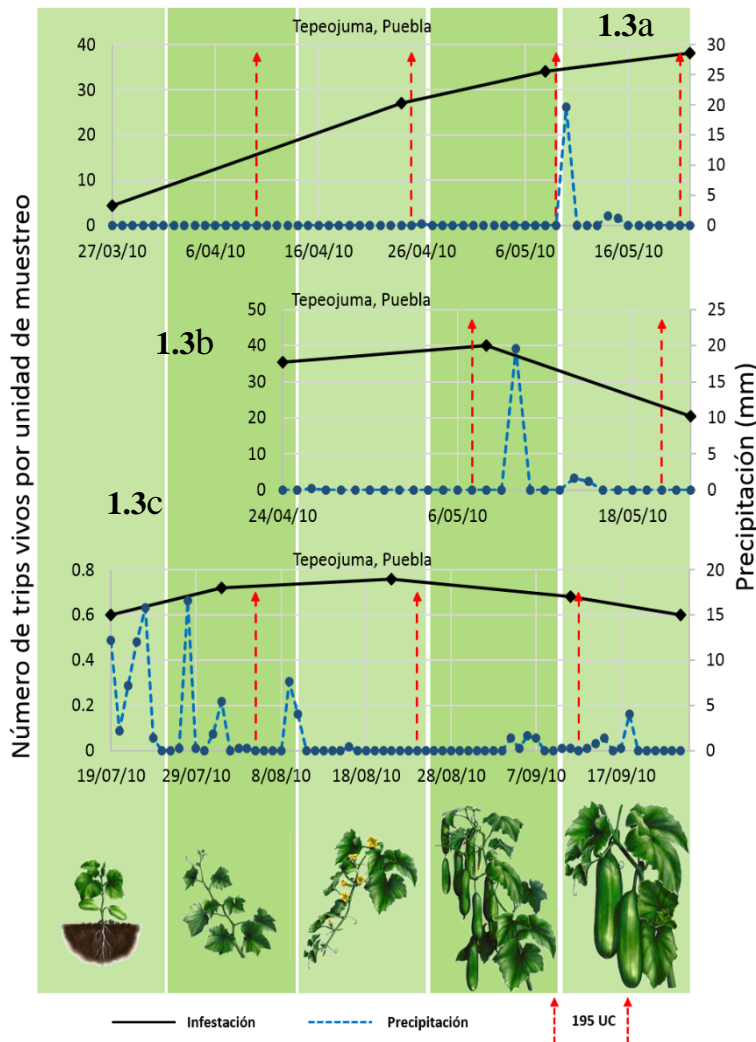 1.3a
Tepeojuma, Puebla
40
30
20
10
0
30
25
20
15
10
5
0
27/03/10 6/04/10 16/04/10 26/04/10 6/05/10 16/05/10
1.3b
Tepeojuma, Puebla
50
40
30
20
10
0
25
20
15
10
5
0
24/04/10 6/05/10 18/05/10
1.3c
Tepeojuma, Puebla
0.8
0.6
0.4
0.2
0
20
15
10
5
0
19/07/10 29/07/10 8/08/10 18/08/10 28/08/10 7/09/10 17/09/10
Número de trips vivos por unidad de muestreo
Precipitación (mm)
Infestación Precipitación 195 UC